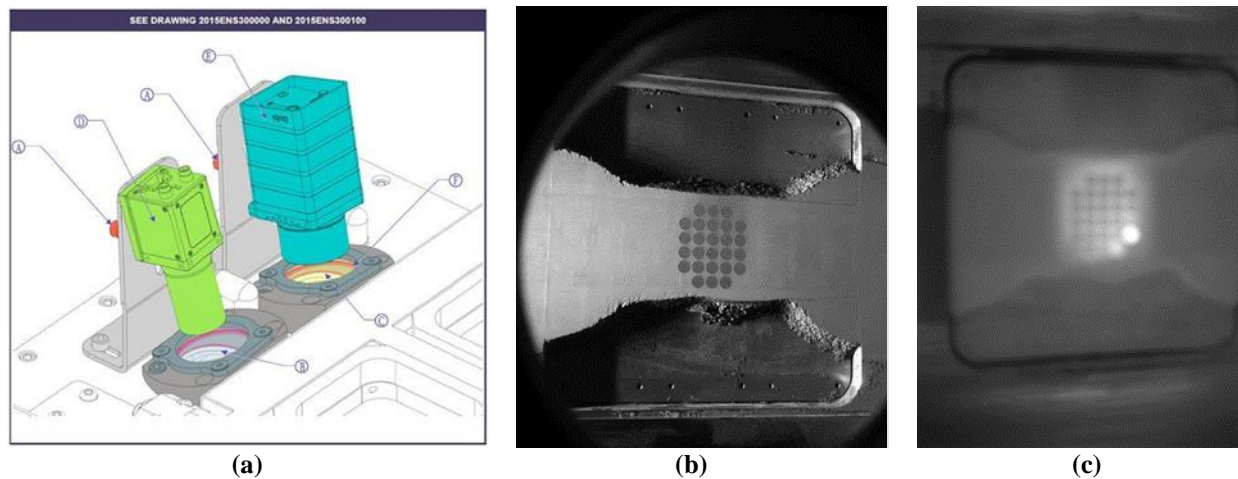 SEE DRAWING 2015ENS300000 AND 2015ENS300100
E
A
D
A
F
C
B
(a)
(b)
(c)